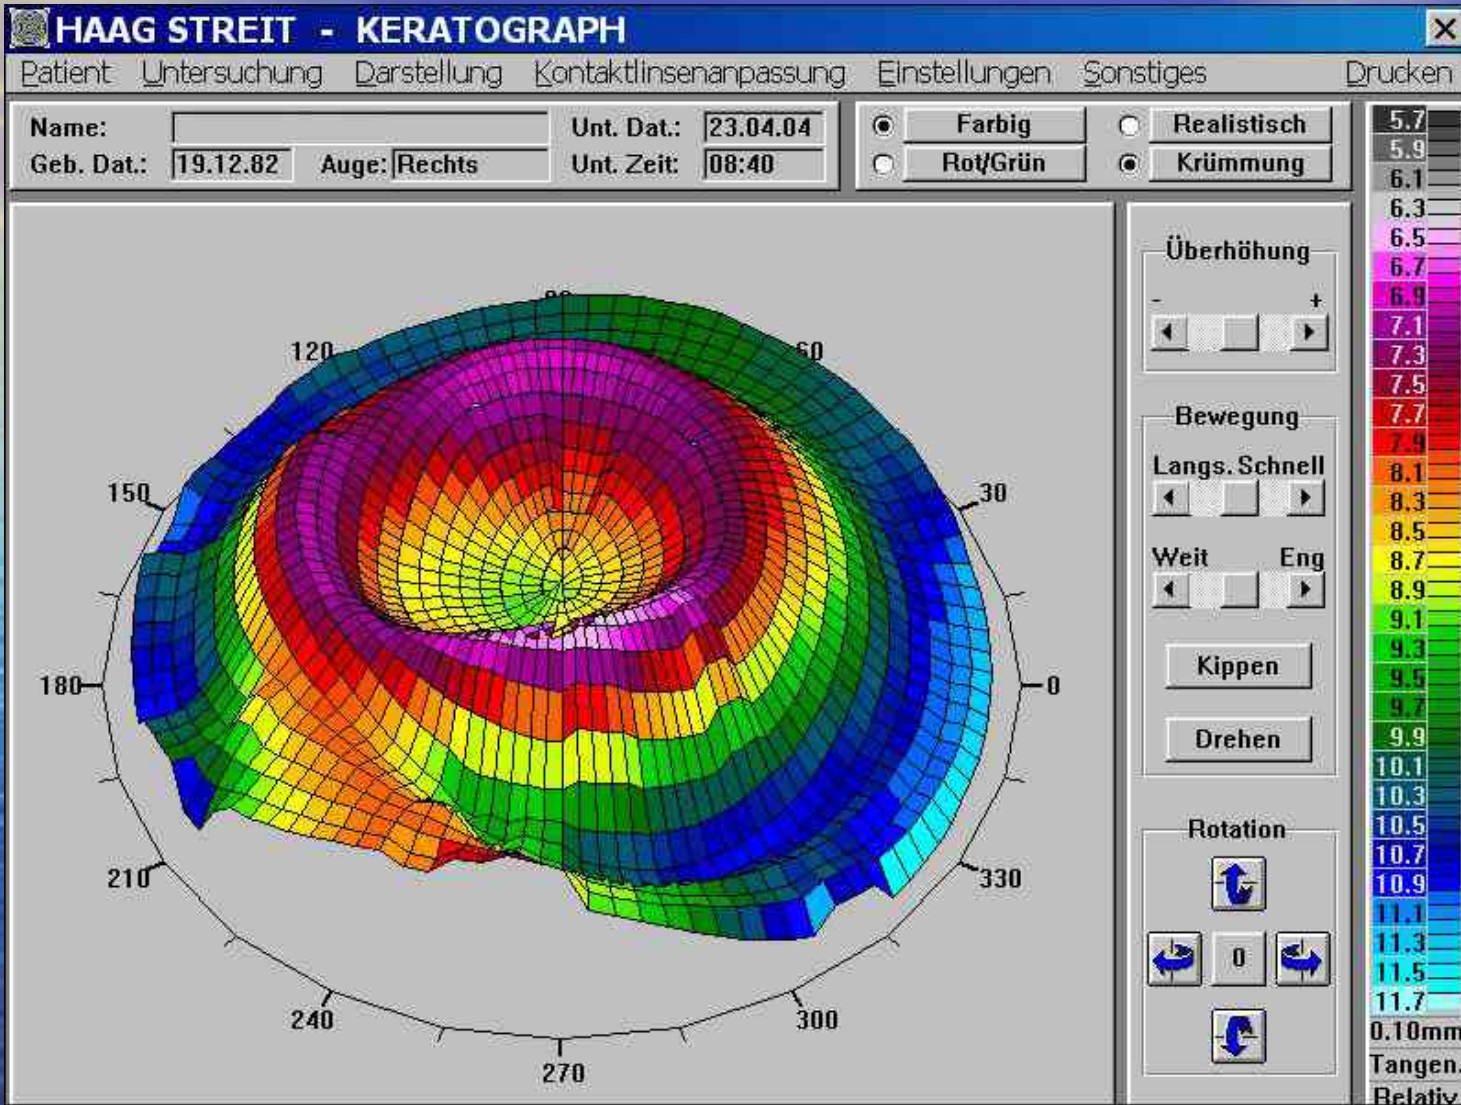 HAAG STREIT - KERATOGRAPH
Patient Untersuchung Darstellung Kontaktlinsenanpassung Einstellungen Sonstiges Drucken
Name: Unt. Dat.: 23.04.04
Geb. Dat.: 19.12.82 Auge: Rechts Unt. Zeit: 08:40
Farbig Realistisch
Rot/Grün Krümmung
Überhöhung
- +
Bewegung
Langs. Schnell
Weit Eng
Kippen
Drehen
Rotation
0
120
60
150
30
180
0
210
330
240
300
270
5.7
5.9
6.1
6.3
6.5
6.7
6.9
7.1
7.3
7.5
7.7
7.9
8.1
8.3
8.5
8.7
8.9
9.1
9.3
9.5
9.7
9.9
10.1
10.3
10.5
10.7
10.9
11.1
11.3
11.5
11.7
0.10mm
Tangen.
Relativ